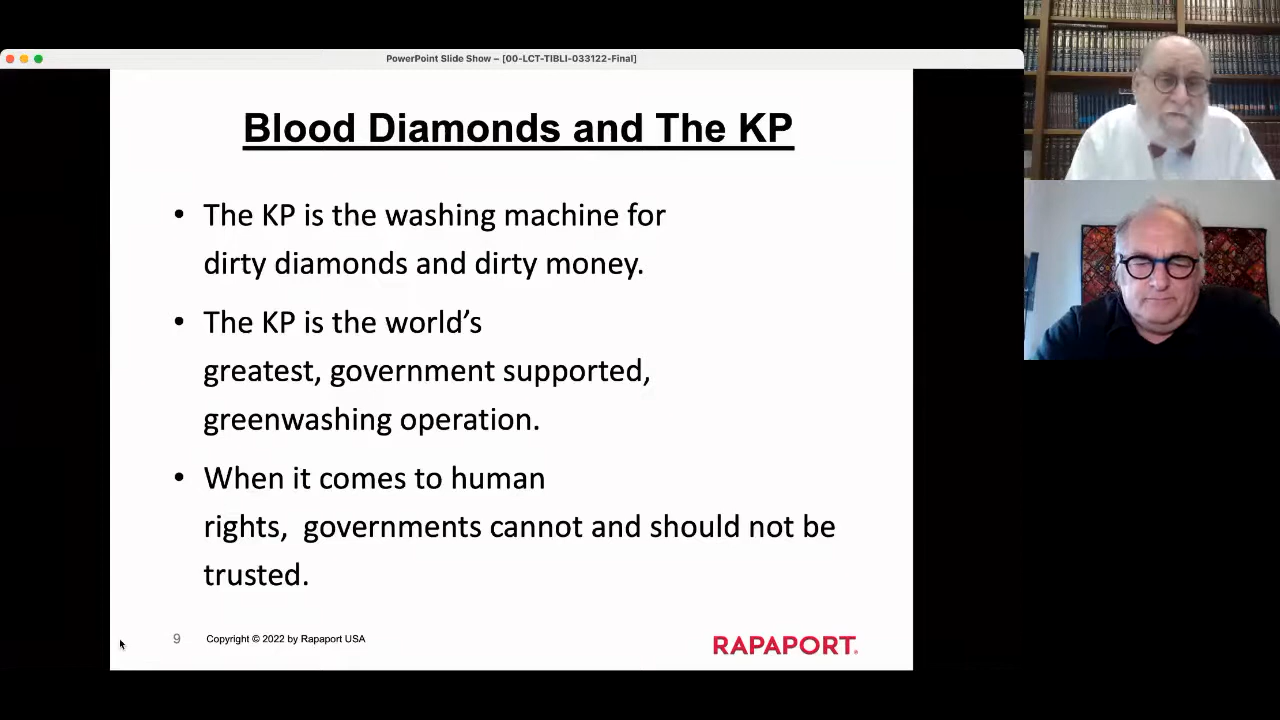 PowerPoint Slide Show – [00-LCT-TIBLI-033122-Final]
Blood Diamonds and The KP
• The KP is the washing machine for
dirty diamonds and dirty money.
• The KP is the world’s
greatest, government supported,
greenwashing operation.
• When it comes to human
rights,  governments cannot and should not be
trusted.
9 Copyright © 2022 by Rapaport USA
RAPAPORT®